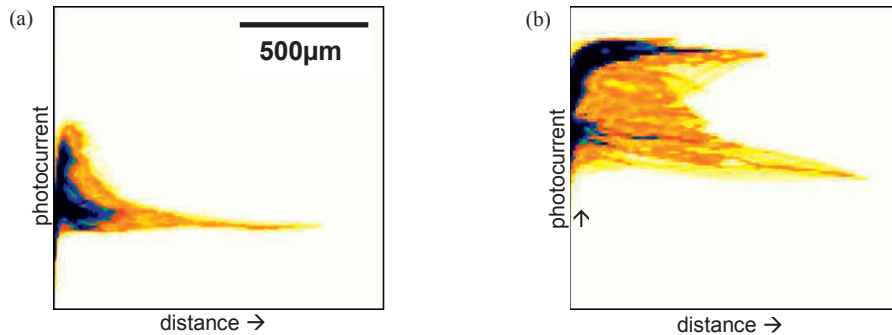 (a)
500µm
photocurrent
distance →
(b)
photocurrent →
distance →